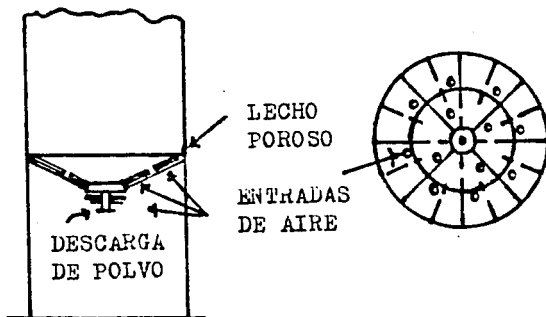 LECHO
POROSO
ENTRADAS
DE AIRE
DESCARGA
DE POLVO